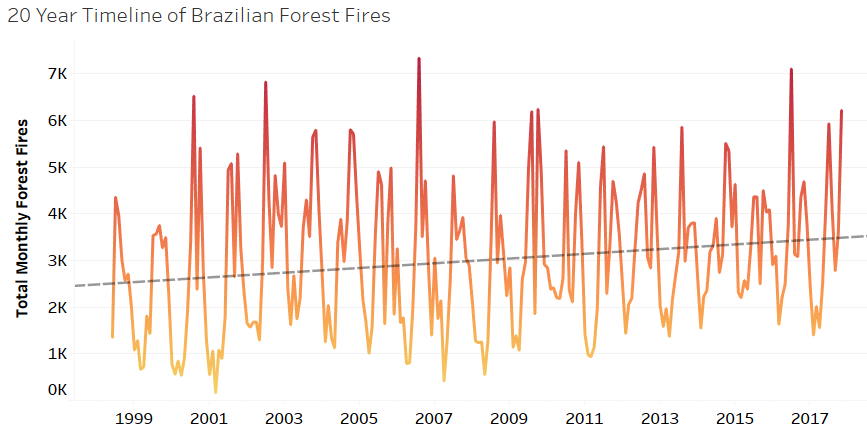 20 Year Timeline of Brazilian Forest Fires
Total Monthly Forest Fires
7K
6K
5K
4K
3K
2K
1K
0K
1999 2001 2003 2005 2007 2009 2011 2013 2015 2017